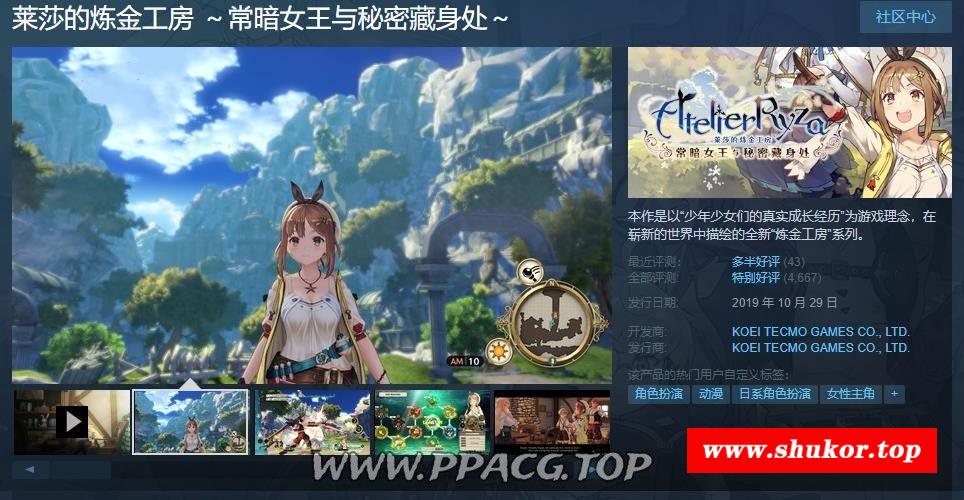 莱莎的炼金工房 ～常暗女王与秘密藏身处～
社区中心
Atelier Ryza
莱莎的炼金工房
常暗女王与秘密藏身处
本作是以“少年少女们的真实成长经历”为游戏理念，在
崭新的世界中描绘的全新“炼金工房”系列。
最近评测： 多半好评 (43)
全部评测： 特别好评 (4,667)
发行日期： 2019 年 10 月 29 日
开发商： KOEI TECMO GAMES CO., LTD.
发行商： KOEI TECMO GAMES CO., LTD.
该产品的热门用户自定义标签：
角色扮演 动漫 日系角色扮演 女性主角 +
N
AM 10
WWW.PPACG.TOP
www.shukor.top